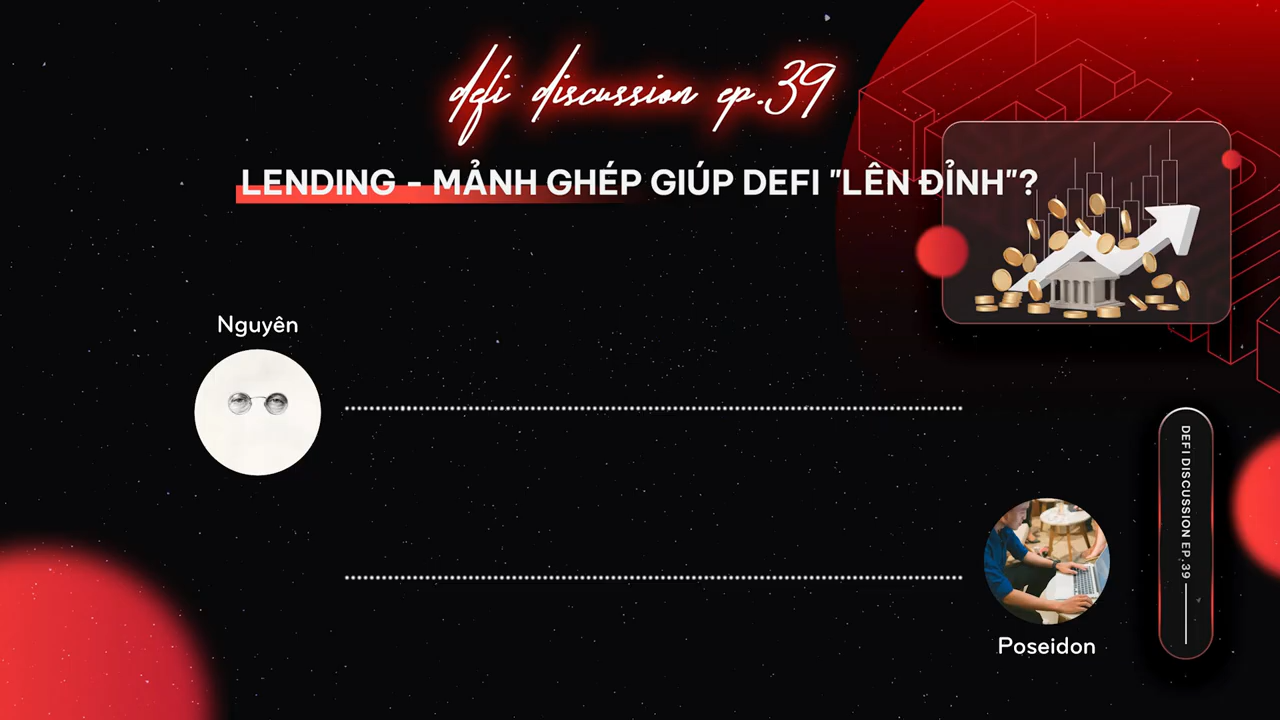 defi discussion ep.39
LENDING - MẢNH GHÉP GIÚP DEFI "LÊN ĐỈNH"?
Nguyên
DEFI DISCUSSION EP.39
Poseidon